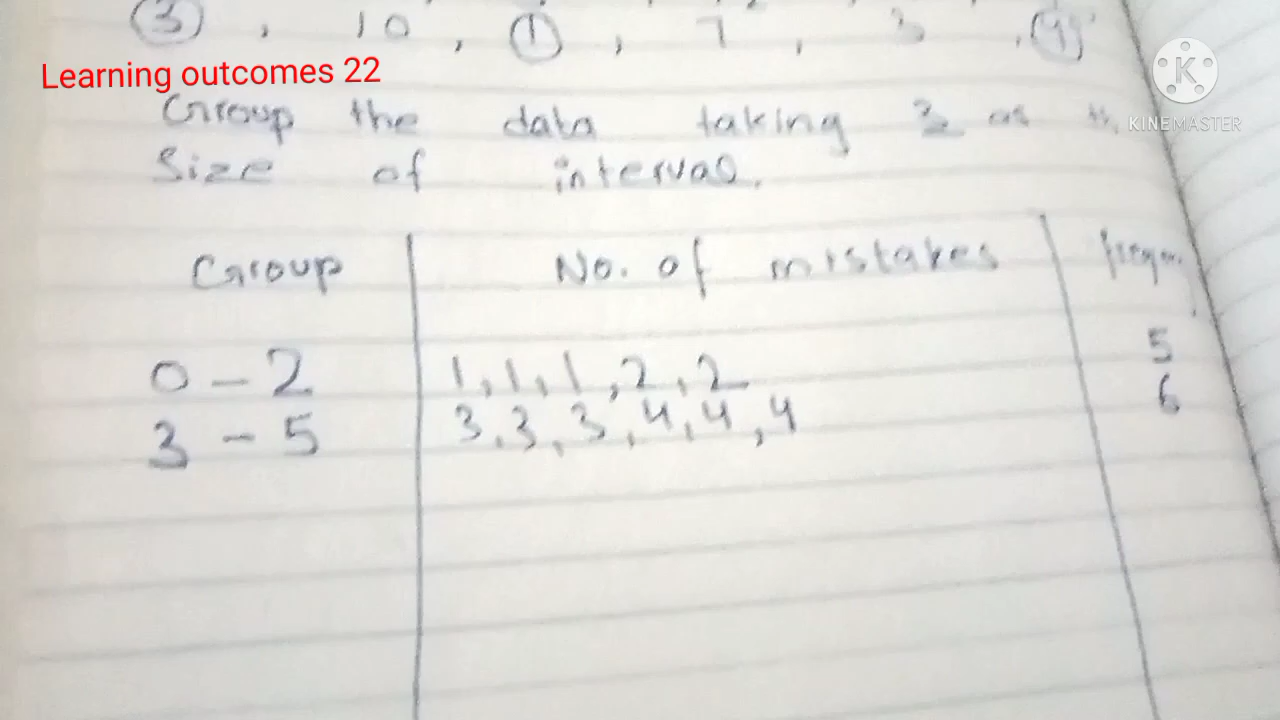 3 , 10 , 1 , 7 , 3 , 4
Learning outcomes 22
KINEMASTER
Group the data taking 3 as
Size of interval.
Group No. of mistakes
0 - 2 1, 1, 1, 2, 2 5
3 - 5 3, 3, 3, 4, 4, 4 6